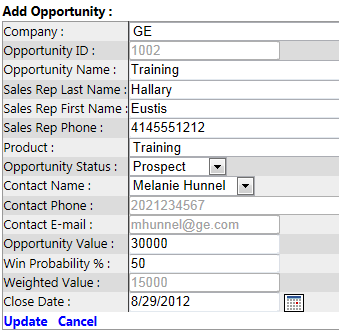 Add Opportunity :
Company : GE
Opportunity ID : 1002
Opportunity Name : Training
Sales Rep Last Name : Hallary
Sales Rep First Name : Eustis
Sales Rep Phone : 4145551212
Product : Training
Opportunity Status : Prospect
Contact Name : Melanie Hunnel
Contact Phone : 2021234567
Contact E-mail : mhunnel@ge.com
Opportunity Value : 30000
Win Probability % : 50
Weighted Value : 15000
Close Date : 8/29/2012
Update Cancel